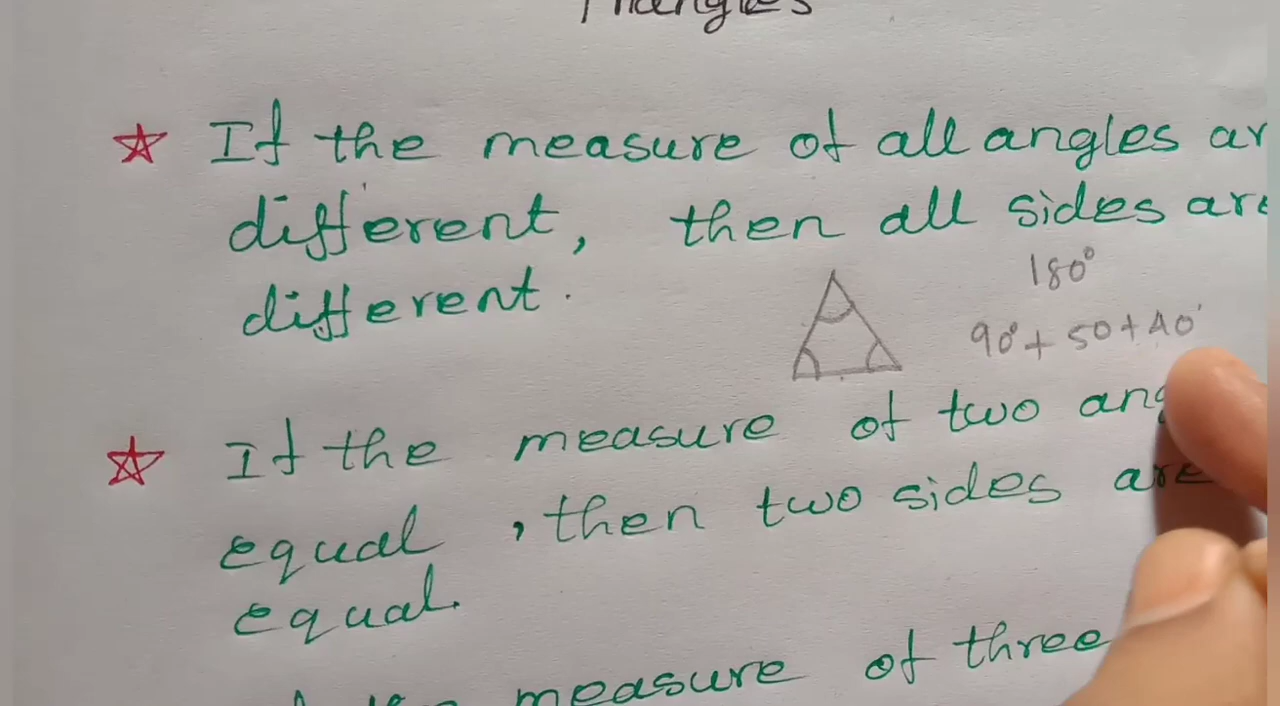 Triangles
☆ If the measure of all angles ar
different, then all sides are
different.
180°
90°+50+40°
☆ If the measure of two ang
equal, then two sides are
equal.
measure of three